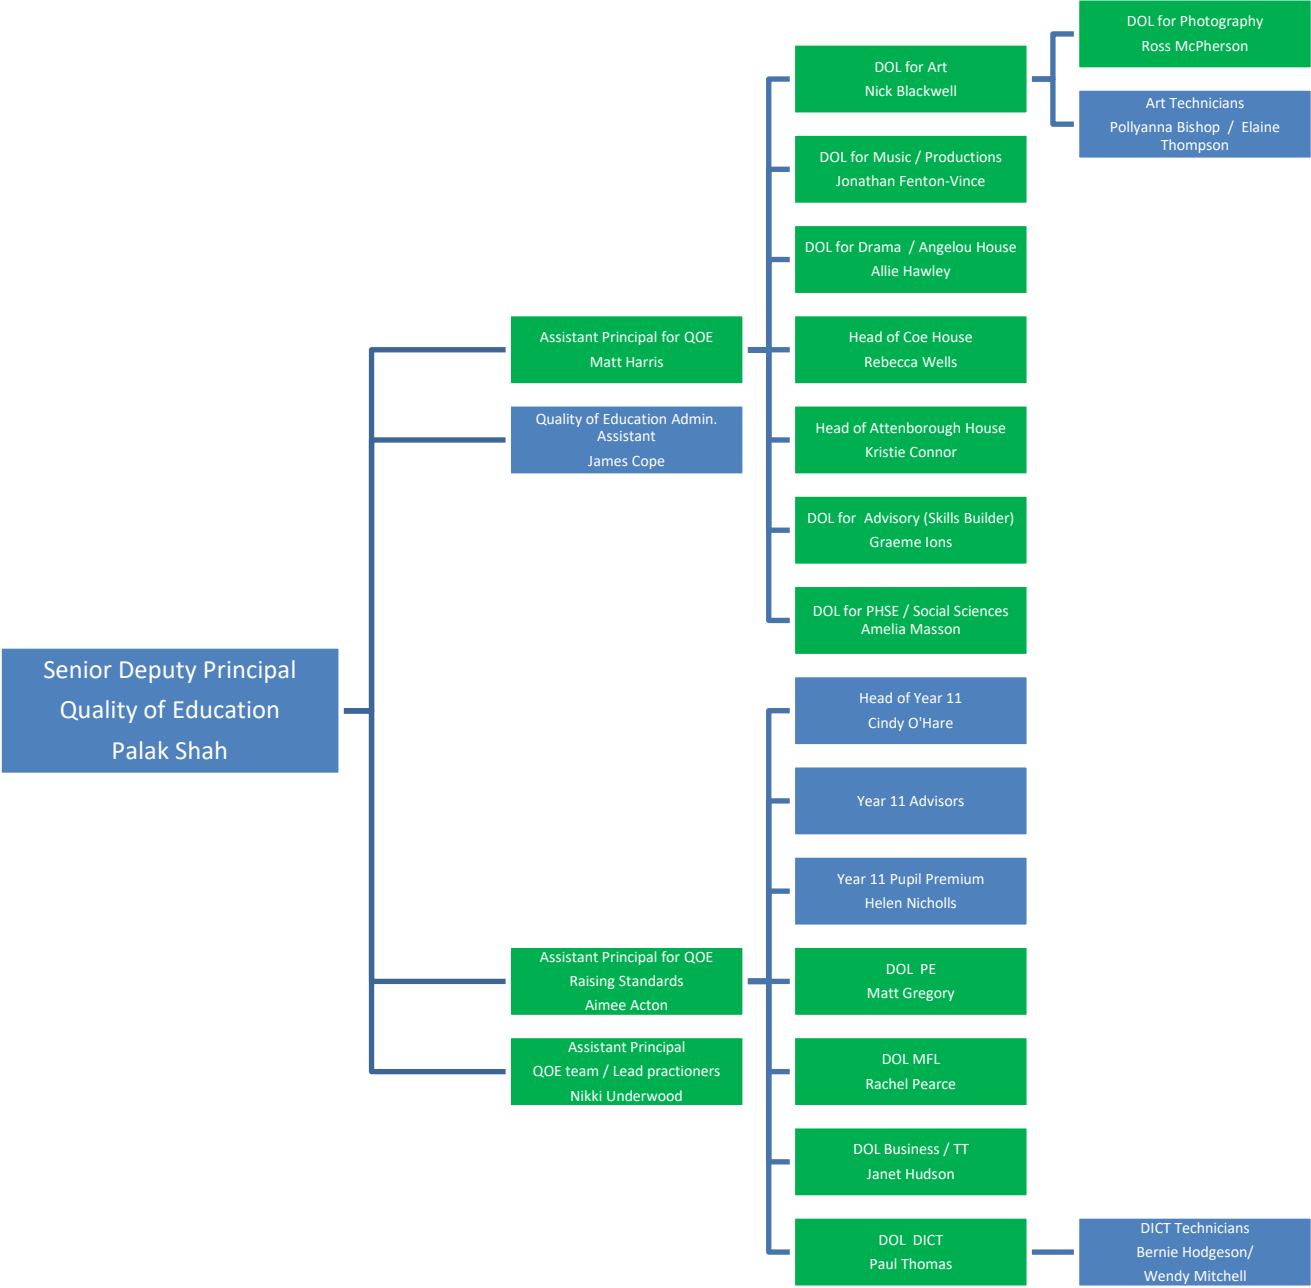 DOL for Photography
Ross McPherson
DOL for Art
Nick Blackwell
Art Technicians
Pollyanna Bishop / Elaine
Thompson
DOL for Music / Productions
Jonathan Fenton-Vince
DOL for Drama / Angelou House
Allie Hawley
Assistant Principal for QOE
Matt Harris
Head of Coe House
Rebecca Wells
Quality of Education Admin.
Assistant
James Cope
Head of Attenborough House
Kristie Connor
DOL for Advisory (Skills Builder)
Graeme Ions
DOL for PHSE / Social Sciences
Amelia Masson
Senior Deputy Principal
Quality of Education
Palak Shah
Head of Year 11
Cindy O'Hare
Year 11 Advisors
Year 11 Pupil Premium
Helen Nicholls
Assistant Principal for QOE
Raising Standards
Aimee Acton
DOL PE
Matt Gregory
Assistant Principal
QOE team / Lead practioners
Nikki Underwood
DOL MFL
Rachel Pearce
DOL Business / TT
Janet Hudson
DOL DICT
Paul Thomas
DICT Technicians
Bernie Hodgeson/
Wendy Mitchell